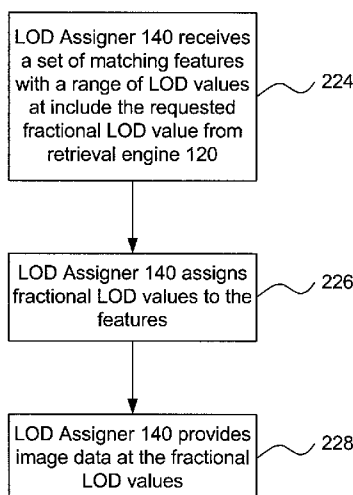 LOD Assigner 140 receives
a set of matching features
with a range of LOD values
at include the requested
fractional LOD value from
retrieval engine 120
224
LOD Assigner 140 assigns
fractional LOD values to the
features
226
LOD Assigner 140 provides
image data at the fractional
LOD values
228